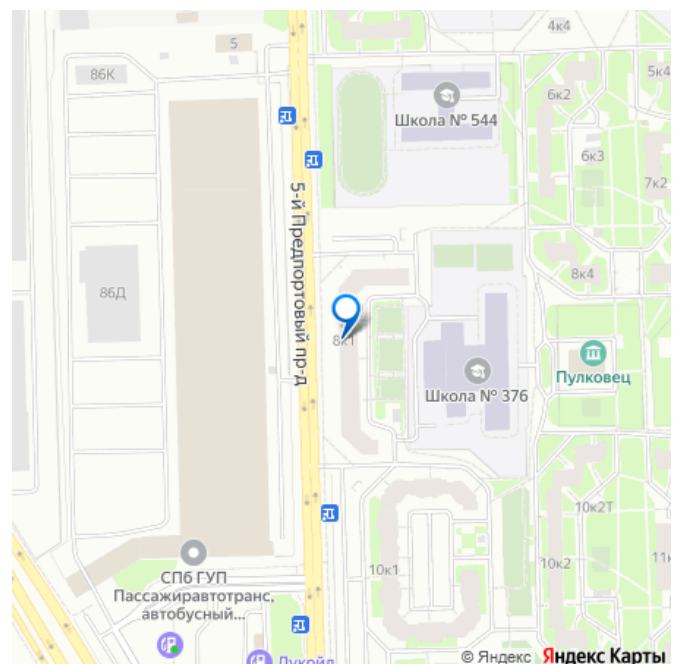 4к4
5
86К
5к4
6к2
Школа № 544
6к3
7к2
5-й Предпортовый пр-д
8к4
86Д
8к1
Пулковец
Школа № 376
10к2Т
10к2
11к
10к1
СПб ГУП
Пассажиравтотранс,
автобусный...
Лукойл
© Яндекс Яндекс Карты